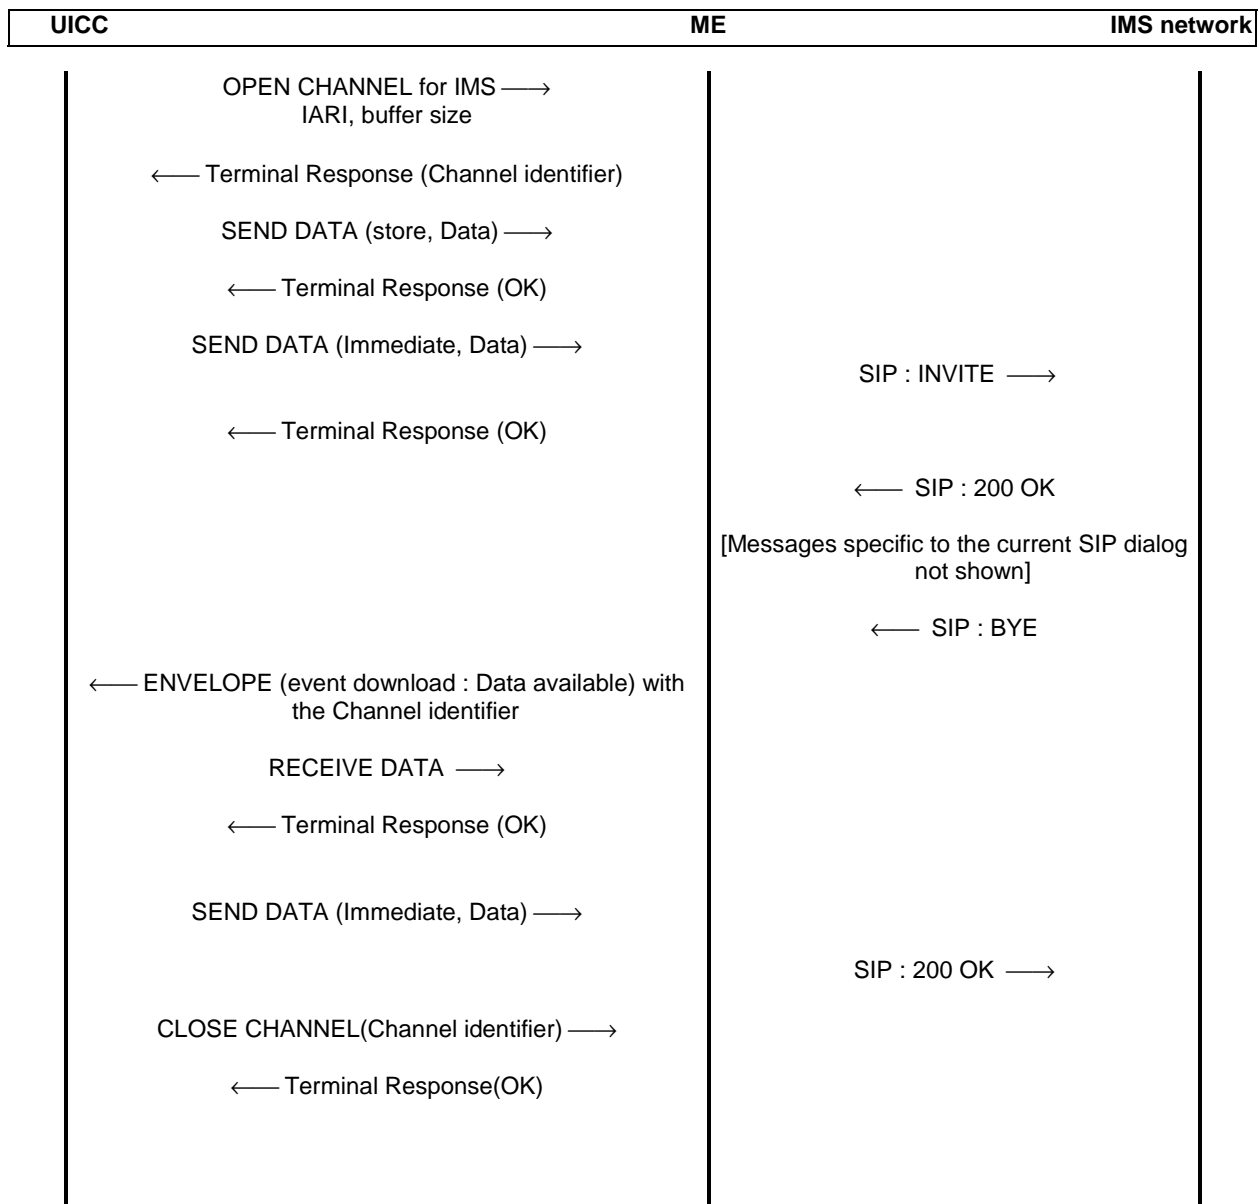 UICC ME IMS network
OPEN CHANNEL for IMS ⟶
IARI, buffer size
⟵ Terminal Response (Channel identifier)
SEND DATA (store, Data) ⟶
⟵ Terminal Response (OK)
SEND DATA (Immediate, Data) ⟶
SIP : INVITE ⟶
⟵ Terminal Response (OK)
⟵ SIP : 200 OK
[Messages specific to the current SIP dialog
not shown]
⟵ SIP : BYE
⟵ ENVELOPE (event download : Data available) with
the Channel identifier
RECEIVE DATA ⟶
⟵ Terminal Response (OK)
SEND DATA (Immediate, Data) ⟶
SIP : 200 OK ⟶
CLOSE CHANNEL(Channel identifier) ⟶
⟵ Terminal Response(OK)